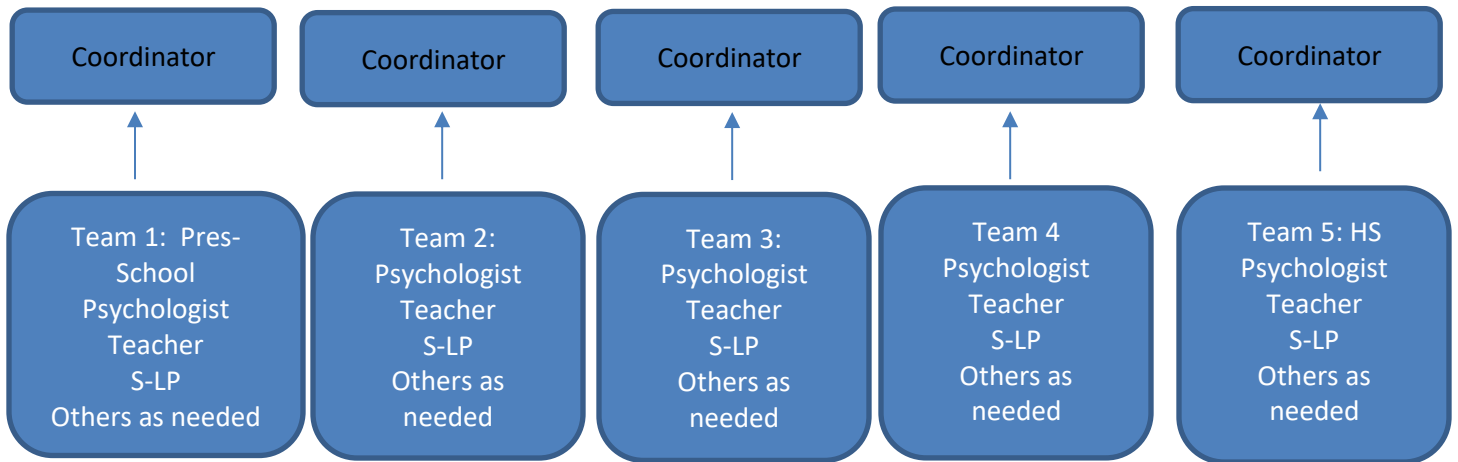 Coordinator
Coordinator
Coordinator
Coordinator
Coordinator
Team 1:  Pres-
School
Psychologist
Teacher
S-LP
Others as needed
Team 2:
Psychologist
Teacher
S-LP
Others as
needed
Team 3:
Psychologist
Teacher
S-LP
Others as
needed
Team 4
Psychologist
Teacher
S-LP
Others as
needed
Team 5: HS
Psychologist
Teacher
S-LP
Others as
needed